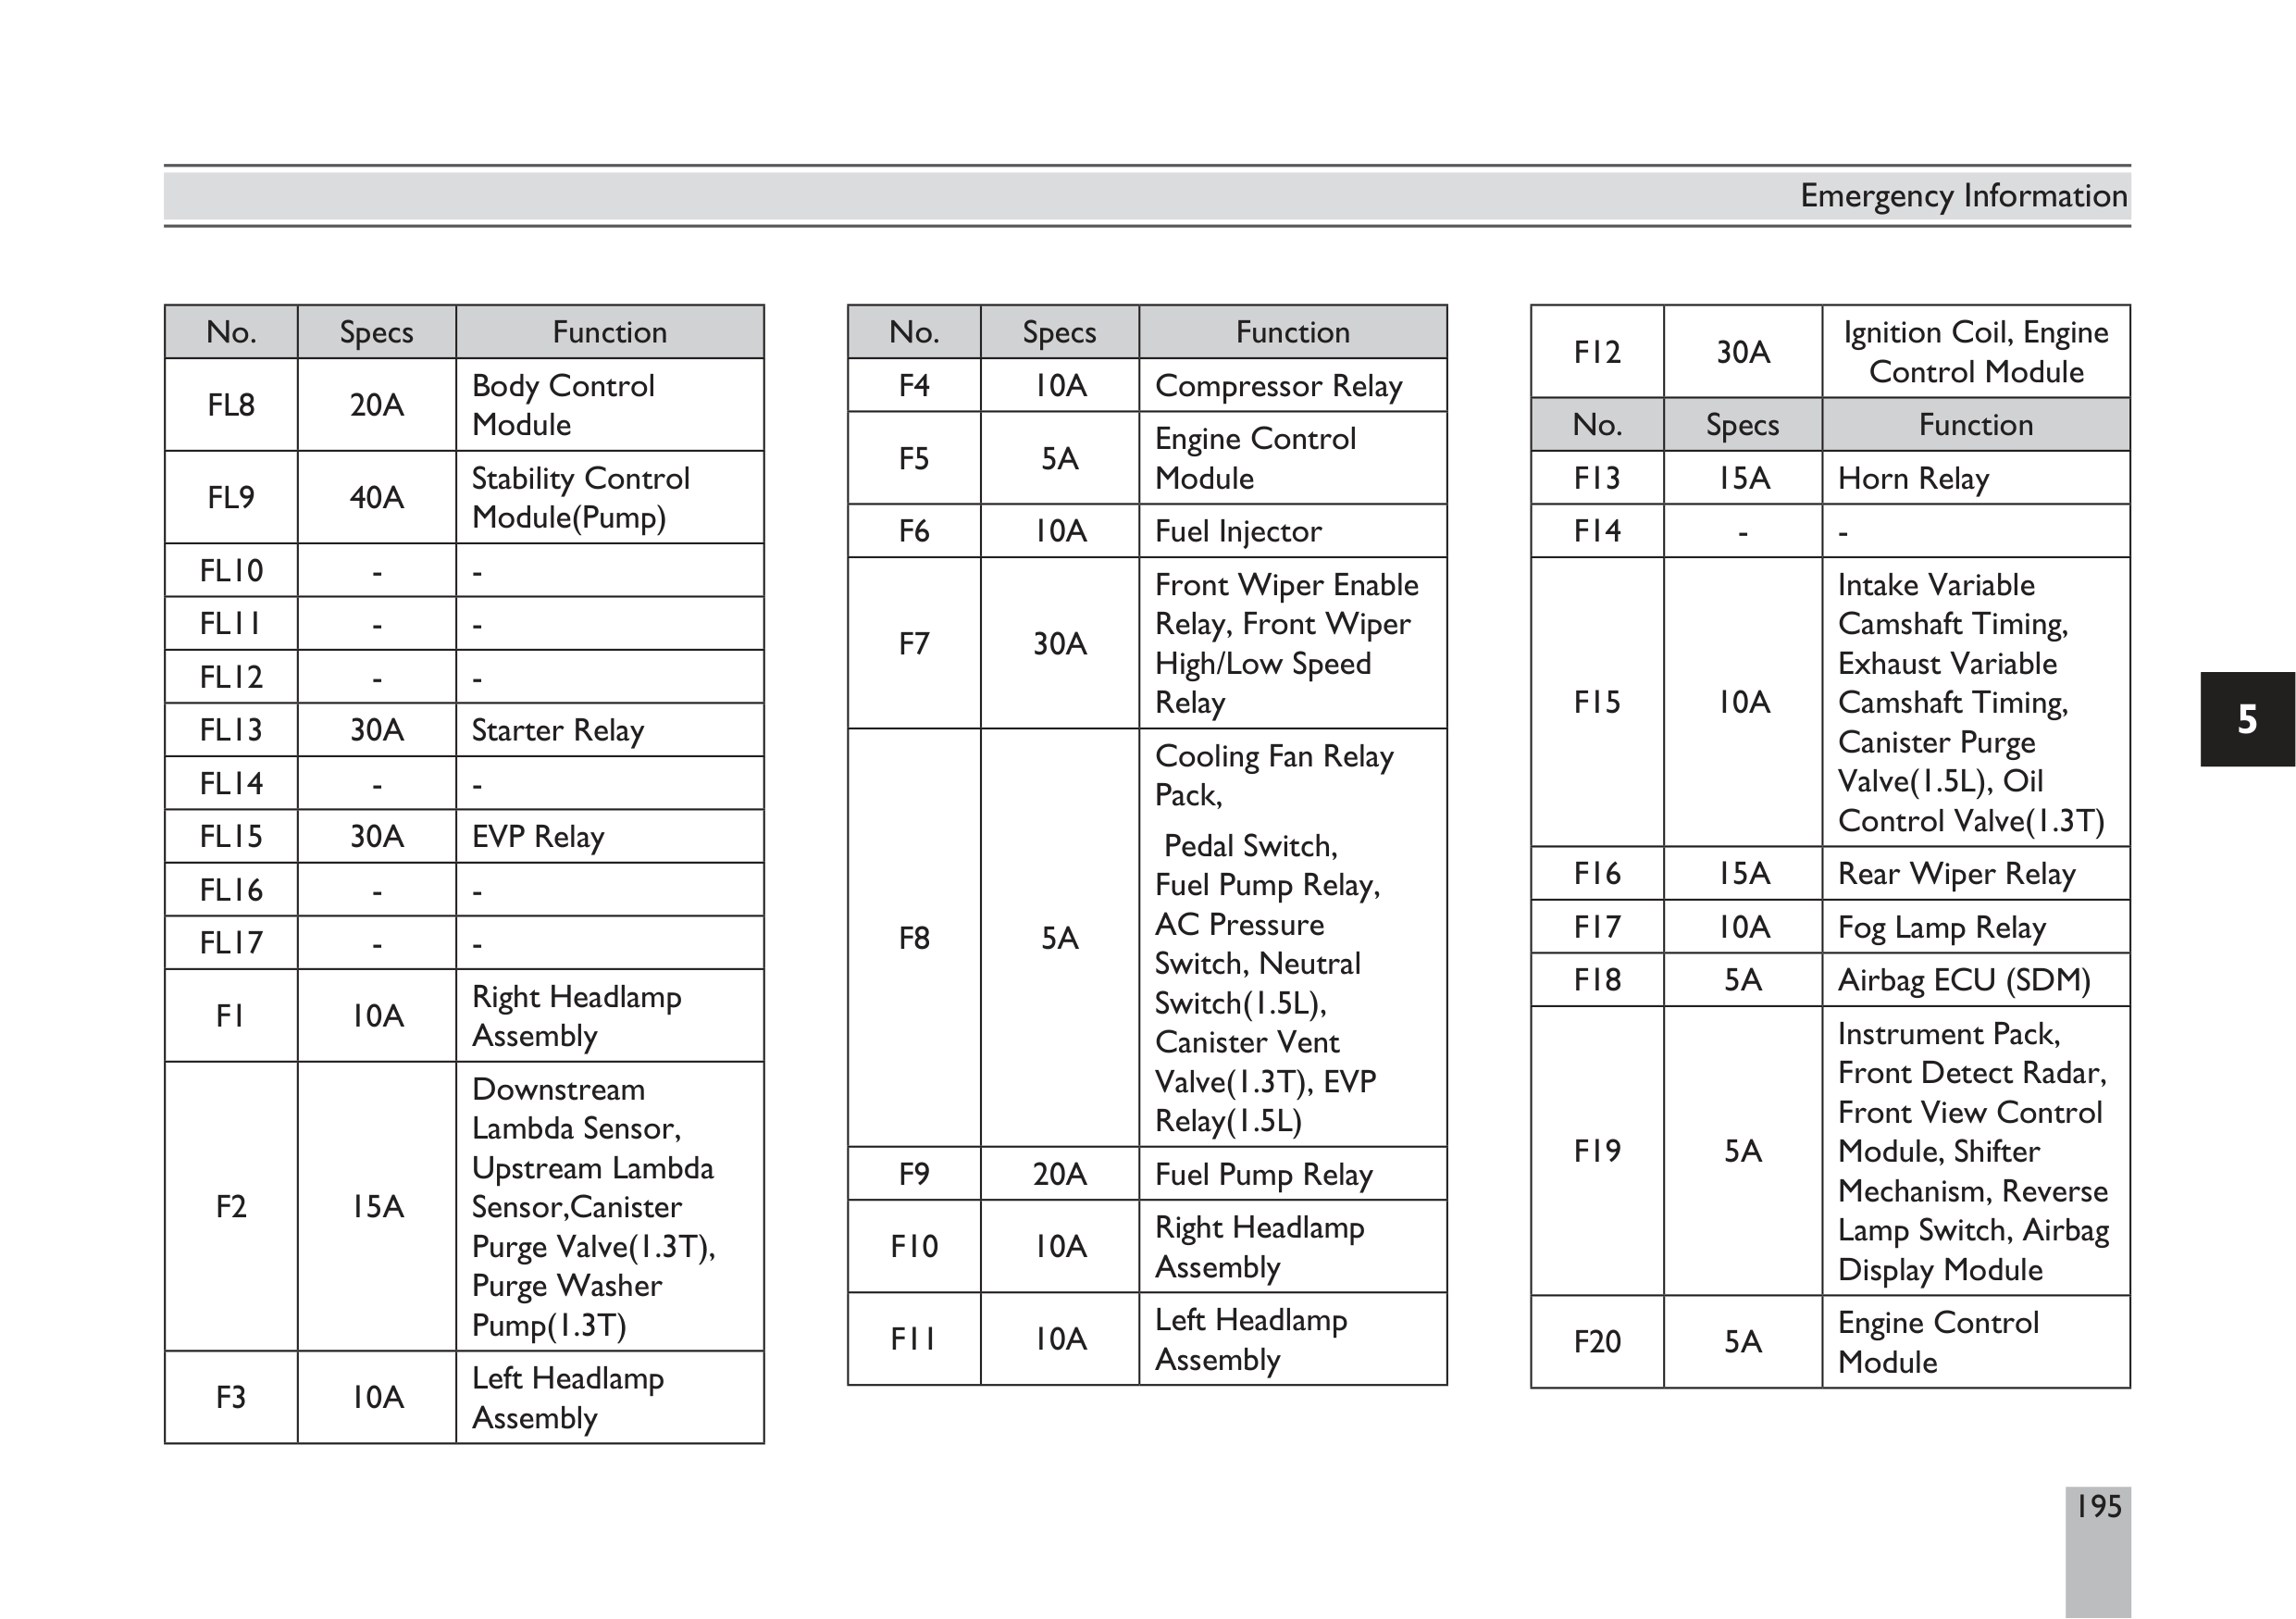 Emergency Information
No. Specs Function
FL8 20A Body Control
Module
FL9 40A Stability Control
Module(Pump)
FL10 - -
FL11 - -
FL12 - -
FL13 30A Starter Relay
FL14 - -
FL15 30A EVP Relay
FL16 - -
FL17 - -
F1 10A Right Headlamp
Assembly
F2 15A Downstream
Lambda Sensor,
Upstream Lambda
Sensor,Canister
Purge Valve(1.3T),
Purge Washer
Pump(1.3T)
F3 10A Left Headlamp
Assembly
No. Specs Function
F4 10A Compressor Relay
F5 5A Engine Control
Module
F6 10A Fuel Injector
F7 30A Front Wiper Enable
Relay, Front Wiper
High/Low Speed
Relay
F8 5A Cooling Fan Relay
Pack,
Pedal Switch,
Fuel Pump Relay,
AC Pressure
Switch, Neutral
Switch(1.5L),
Canister Vent
Valve(1.3T), EVP
Relay(1.5L)
F9 20A Fuel Pump Relay
F10 10A Right Headlamp
Assembly
F11 10A Left Headlamp
Assembly
F12 30A Ignition Coil, Engine
Control Module
No. Specs Function
F13 15A Horn Relay
F14 - -
F15 10A Intake Variable
Camshaft Timing,
Exhaust Variable
Camshaft Timing,
Canister Purge
Valve(1.5L), Oil
Control Valve(1.3T)
F16 15A Rear Wiper Relay
F17 10A Fog Lamp Relay
F18 5A Airbag ECU (SDM)
F19 5A Instrument Pack,
Front Detect Radar,
Front View Control
Module, Shifter
Mechanism, Reverse
Lamp Switch, Airbag
Display Module
F20 5A Engine Control
Module
5
195